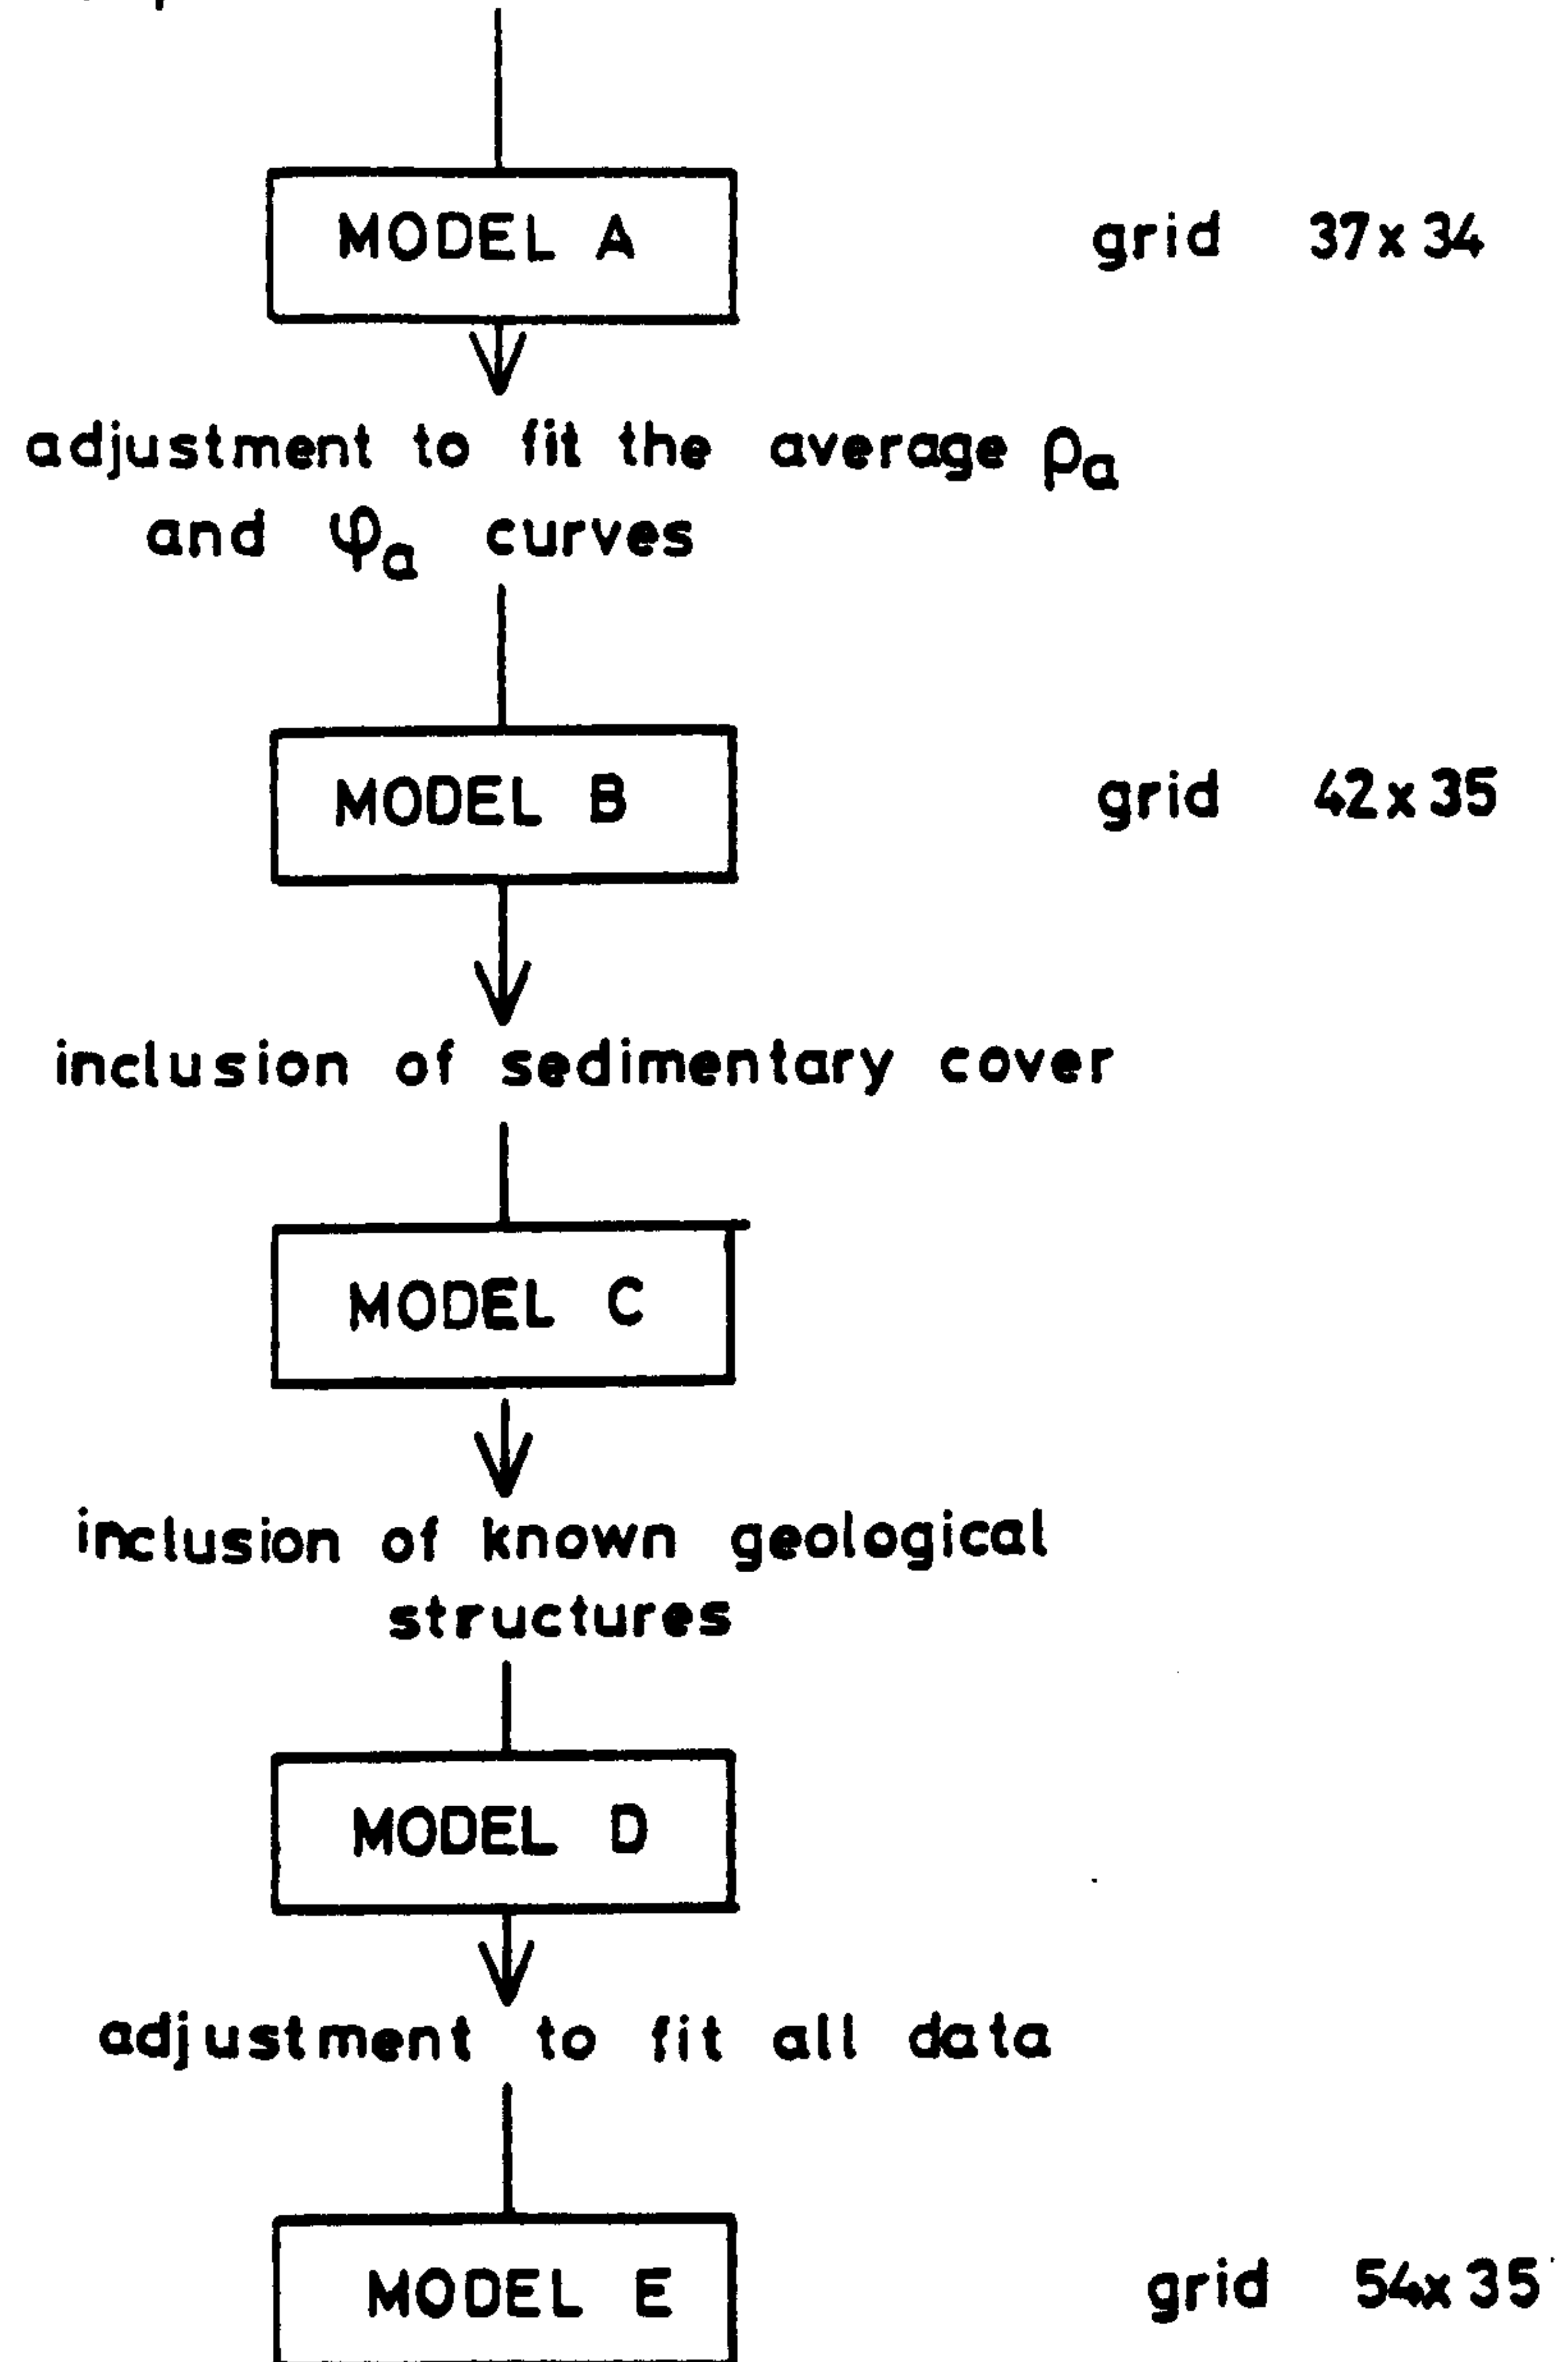 MODEL A
grid 37x34
adjustment to fit the average ρa
and φa curves
MODEL B
grid 42x35
inclusion of sedimentary cover
MODEL C
inclusion of known geological
structures
MODEL D
adjustment to fit all data
MODEL E
grid 54x35